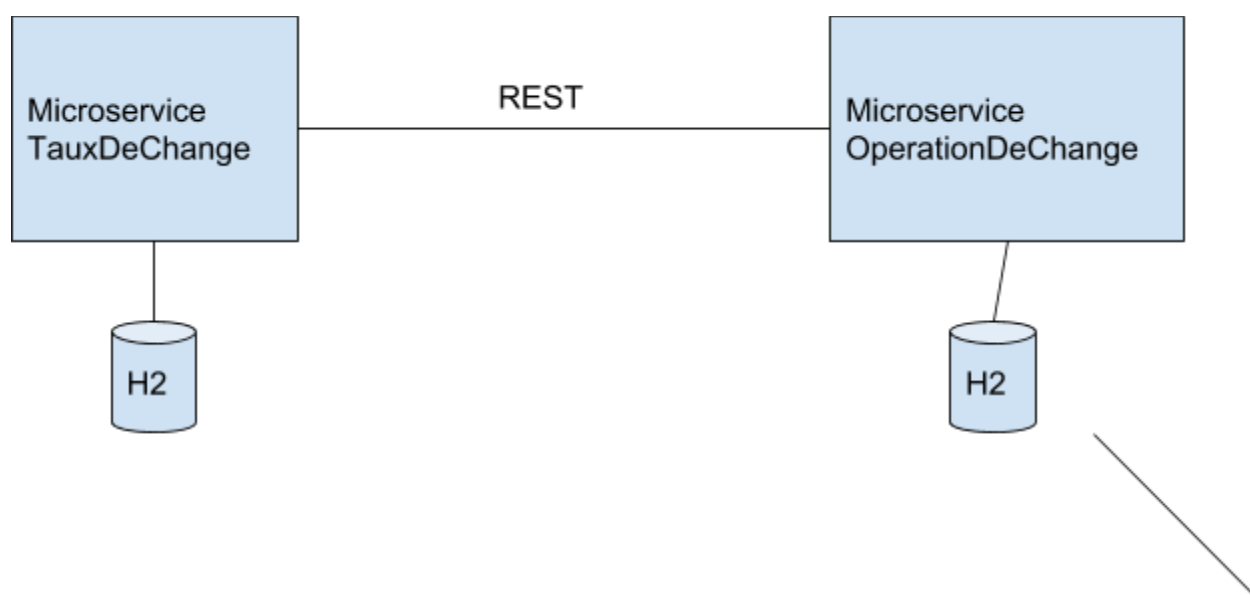 Microservice
TauxDeChange
REST
Microservice
OperationDeChange
H2
H2